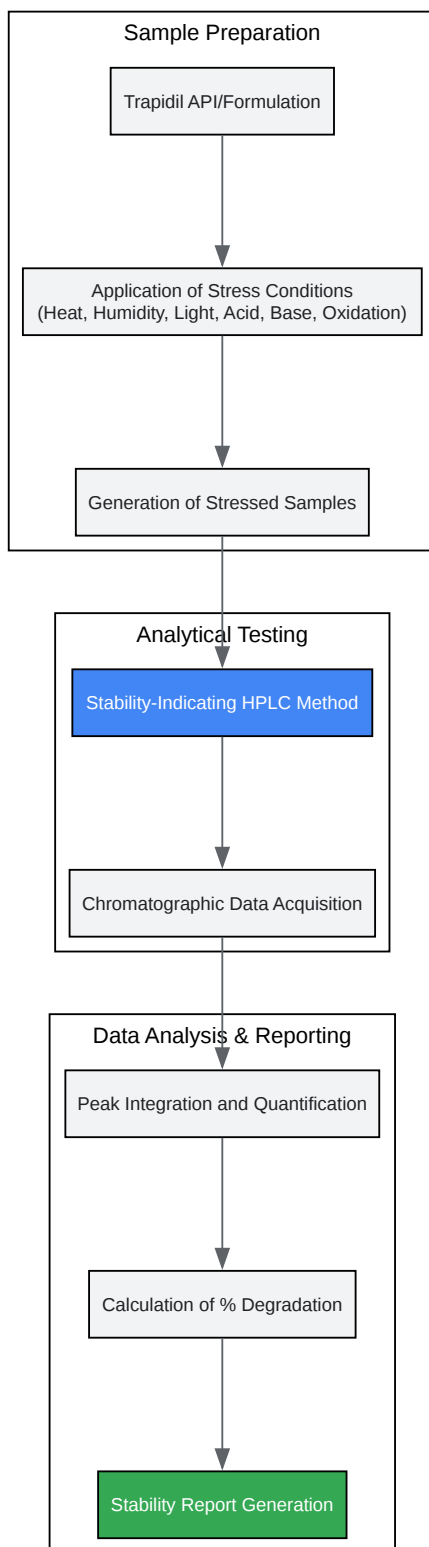 Sample Preparation
Trapidil API/Formulation
Application of Stress Conditions
(Heat, Humidity, Light, Acid, Base, Oxidation)
Generation of Stressed Samples
Analytical Testing
Stability-Indicating HPLC Method
Chromatographic Data Acquisition
Data Analysis & Reporting
Peak Integration and Quantification
Calculation of % Degradation
Stability Report Generation